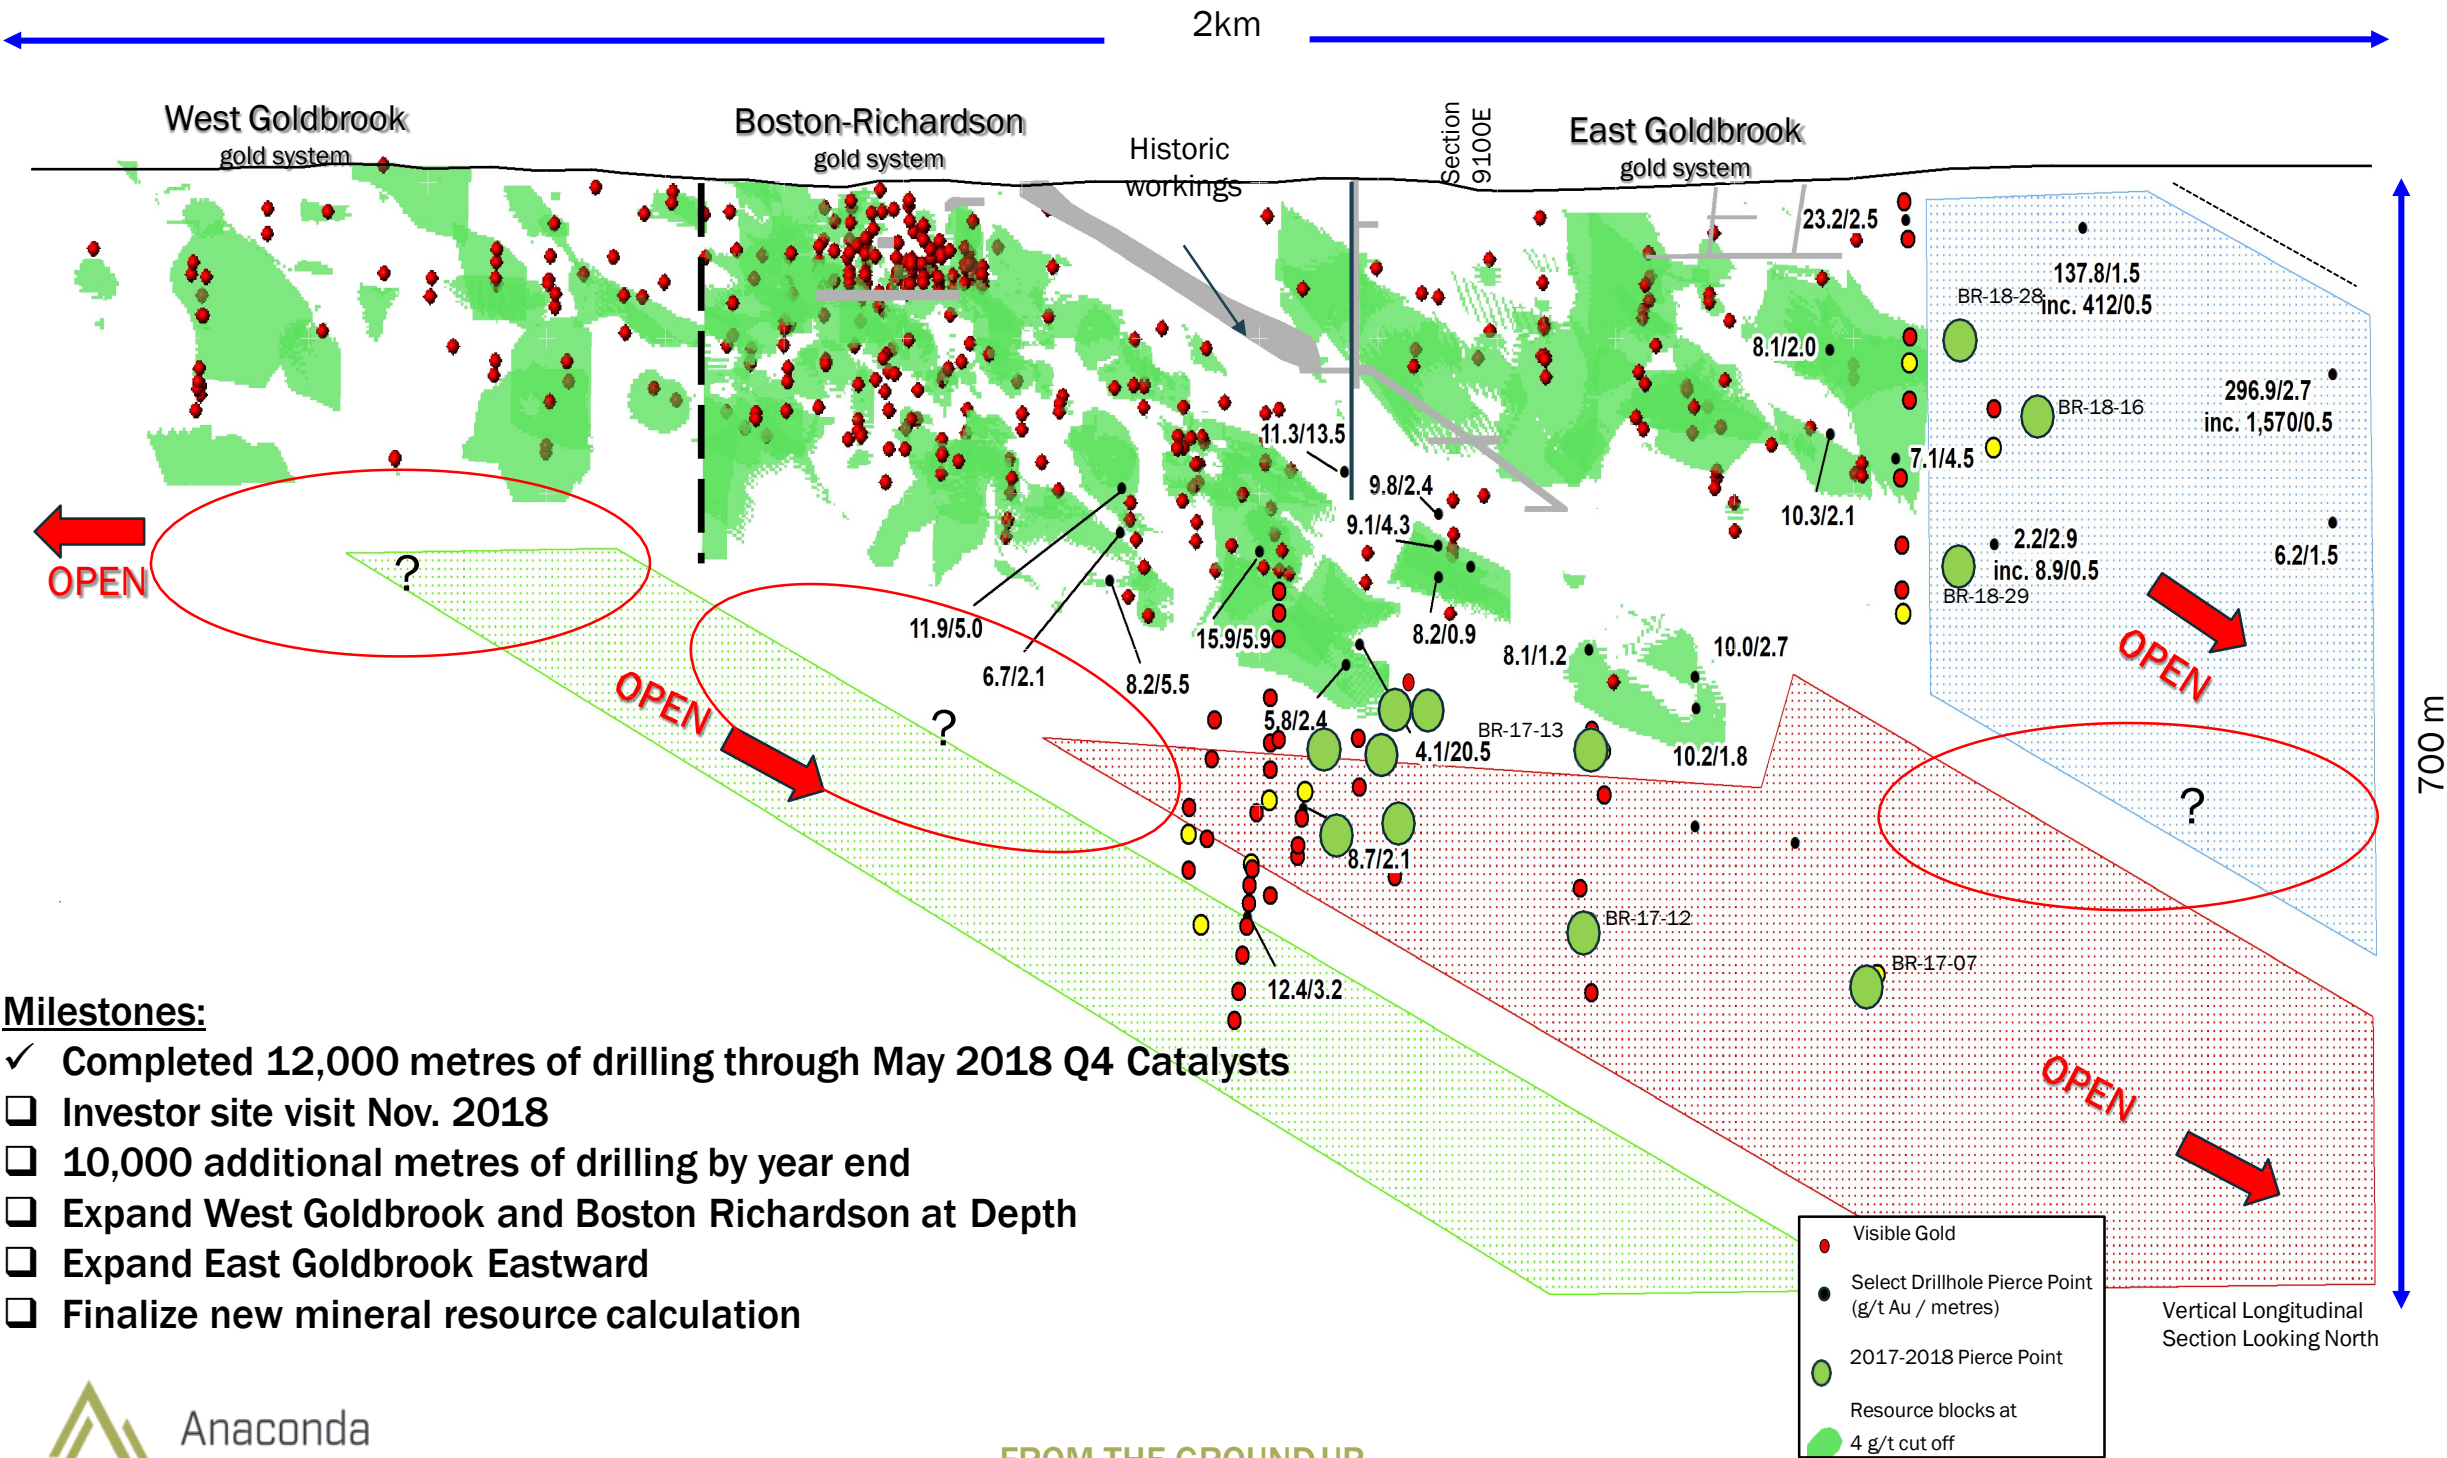 2km
West Goldbrook
gold system
Boston-Richardson
gold system
Historic
workings
Section
9100E
East Goldbrook
gold system
23.2/2.5
137.8/1.5
inc. 412/0.5
BR-18-28
8.1/2.0
296.9/2.7
inc. 1,570/0.5
BR-18-16
11.3/13.5
7.1/4.5
9.8/2.4
9.1/4.3
10.3/2.1
2.2/2.9
inc. 8.9/0.5
6.2/1.5
BR-18-29
OPEN
?
11.9/5.0
15.9/5.9
8.2/0.9
6.7/2.1
8.2/5.5
8.1/1.2
10.0/2.7
OPEN
OPEN
?
5.8/2.4
4.1/20.5
BR-17-13
10.2/1.8
700 m
?
8.7/2.1
BR-17-12
BR-17-07
12.4/3.2
OPEN
Milestones:
✓ Completed 12,000 metres of drilling through May 2018 Q4 Catalysts
❑ Investor site visit Nov. 2018
❑ 10,000 additional metres of drilling by year end
❑ Expand West Goldbrook and Boston Richardson at Depth
❑ Expand East Goldbrook Eastward
❑ Finalize new mineral resource calculation
Visible Gold
Select Drillhole Pierce Point
(g/t Au / metres)
2017-2018 Pierce Point
Resource blocks at
4 g/t cut off
Vertical Longitudinal
Section Looking North
Anaconda
FROM THE GROUND UP